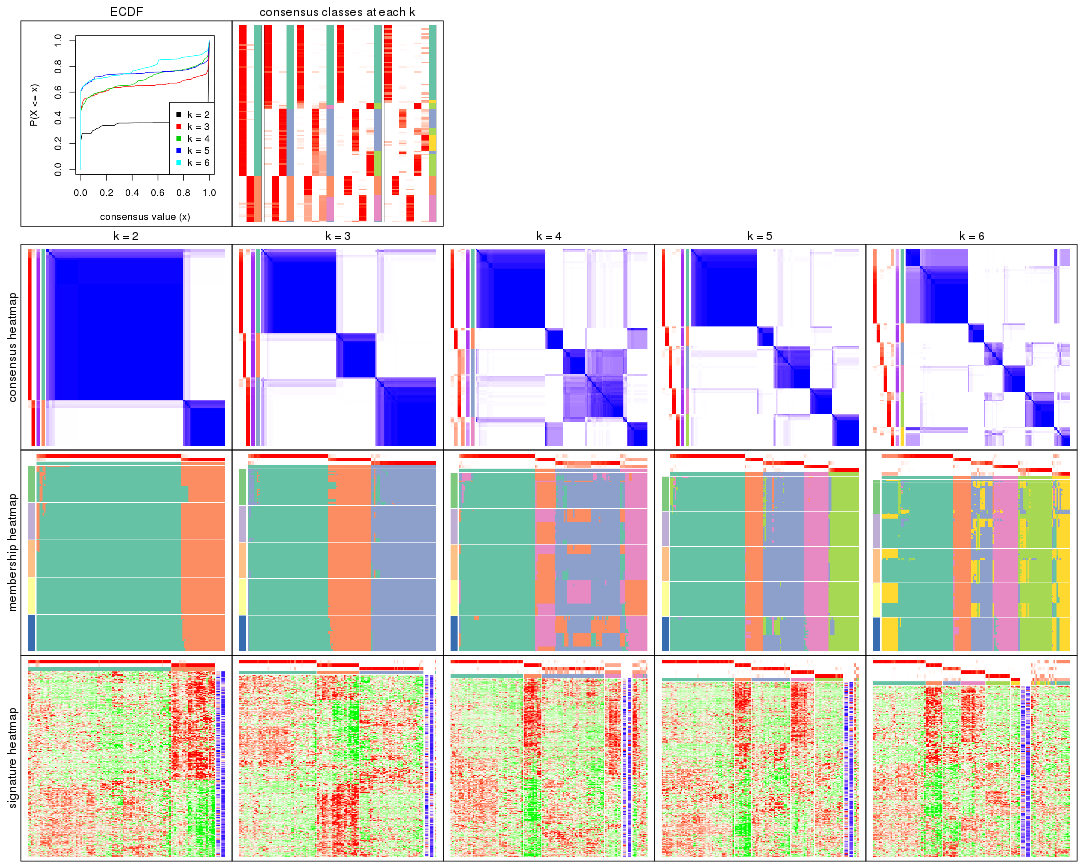 ECDF
consensus classes at each k
P(X <= x)
0.0 0.2 0.4 0.6 0.8 1.0
k = 2
k = 3
k = 4
k = 5
k = 6
0.0 0.2 0.4 0.6 0.8 1.0
consensus value (x)
k = 2 k = 3 k = 4 k = 5 k = 6
consensus heatmap
membership heatmap
signature heatmap